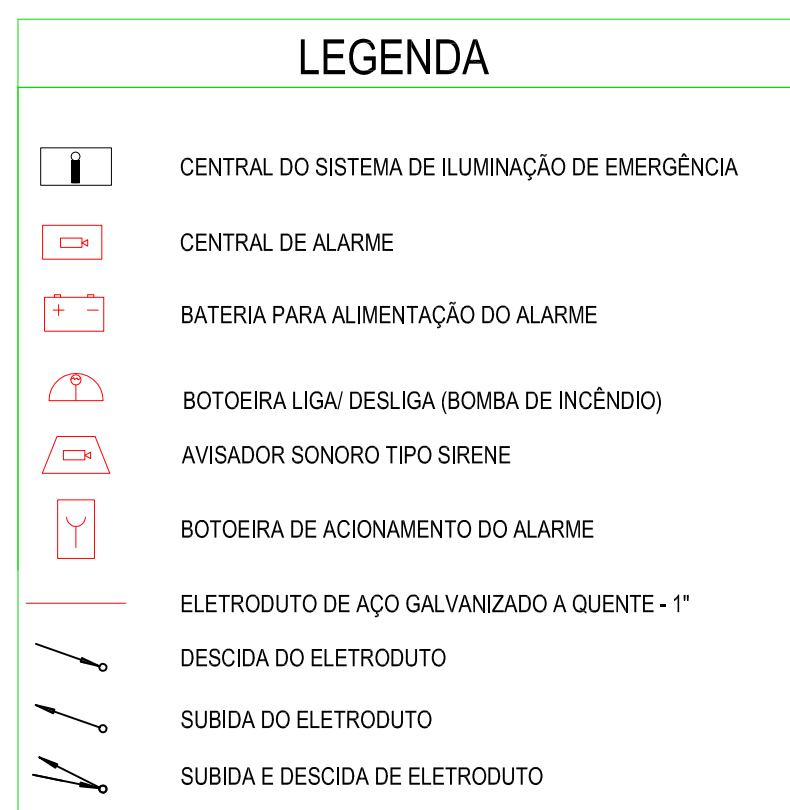 LEGENDA
CENTRAL DO SISTEMA DE ILUMINAÇÃO DE EMERGÊNCIA
CENTRAL DE ALARME
+ −
BATERIA PARA ALIMENTAÇÃO DO ALARME
BOTOEIRA LIGA/ DESLIGA (BOMBA DE INCÊNDIO)
AVISADOR SONORO TIPO SIRENE
BOTOEIRA DE ACIONAMENTO DO ALARME
ELETRODUTO DE AÇO GALVANIZADO A QUENTE - 1"
DESCIDA DO ELETRODUTO
SUBIDA DO ELETRODUTO
SUBIDA E DESCIDA DE ELETRODUTO